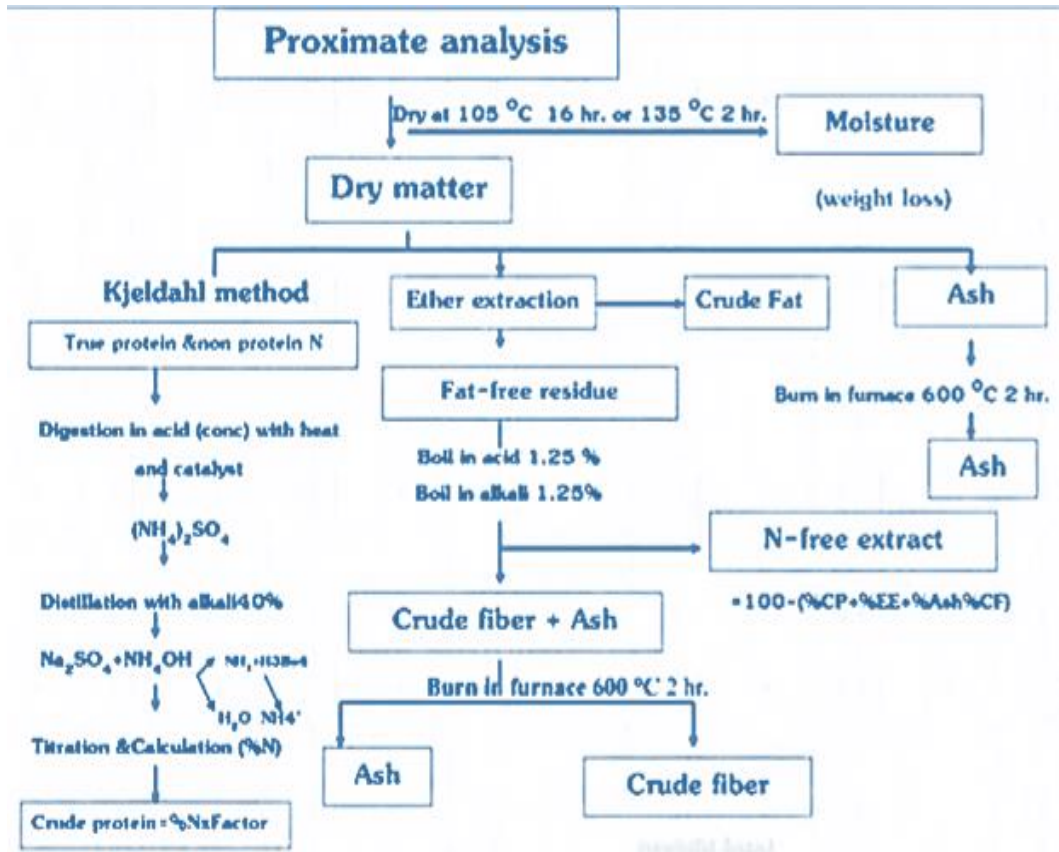 Proximate analysis
Dry at 105 °C 16 hr. or 135 °C 2 hr.
Moisture
Dry matter
(weight loss)
Kjeldahl method
Ether extraction
Crude Fat
Ash
True protein &non protein N
Fat-free residue
Burn in furnace 600 °C 2 hr.
Digestion in acid (conc) with heat
and catalyst
Boil in acid 1.25 %
Boil in alkali 1.25%
Ash
(NH₄)₂SO₄
N-free extract
Distillation with alkali40%
Crude fiber + Ash
=100-(%CP+%EE+%Ash%CF)
Na₂SO₄+NH₄OH
Burn in furnace 600 °C 2 hr.
H₂O NH4⁺
Titration &Calculation (%N)
Ash
Crude fiber
Crude protein=%NxFactor